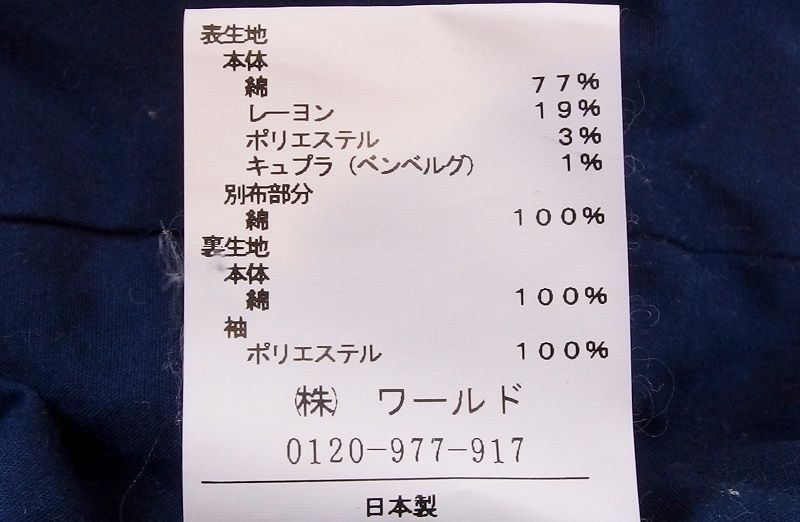 表生地
本体
綿 77%
レーヨン 19%
ポリエステル 3%
キュプラ (ベンベルグ) 1%
別布部分
綿 100%
裏生地
本体
綿 100%
袖
ポリエステル 100%
㈱ ワールド
0120-977-917
日本製